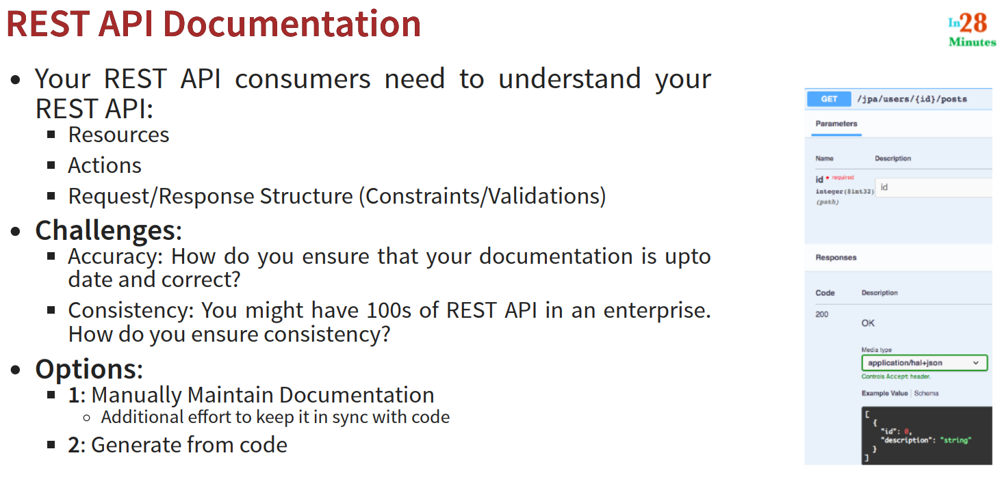 REST API Documentation
In28
Minutes
• Your REST API consumers need to understand your
REST API:
▪ Resources
▪ Actions
▪ Request/Response Structure (Constraints/Validations)
• Challenges:
▪ Accuracy: How do you ensure that your documentation is upto
date and correct?
▪ Consistency: You might have 100s of REST API in an enterprise.
How do you ensure consistency?
• Options:
▪ 1: Manually Maintain Documentation
○ Additional effort to keep it in sync with code
▪ 2: Generate from code
GET /jpa/users/{id}/posts
Parameters
Name Description
id * required
integer($int32)
(path)
id
Responses
Code Description
200
OK
Media type
application/hal+json
Controls Accept header.
Example Value | Schema
[
{
"id": 0,
"description": "string"
}
]